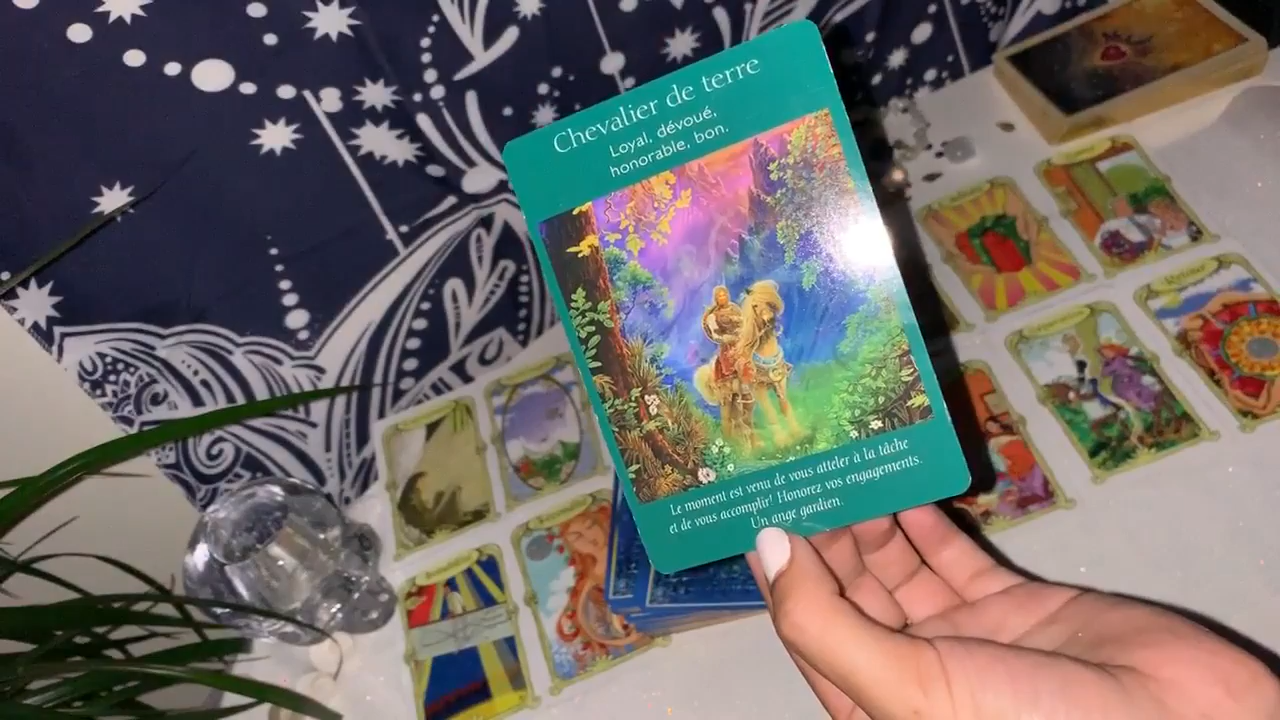 Chevalier de terre
Loyal, dévoué,
honorable, bon.
Le moment est venu de vous atteler à la tâche
et de vous accomplir! Honorez vos engagements.
Un ange gardien.